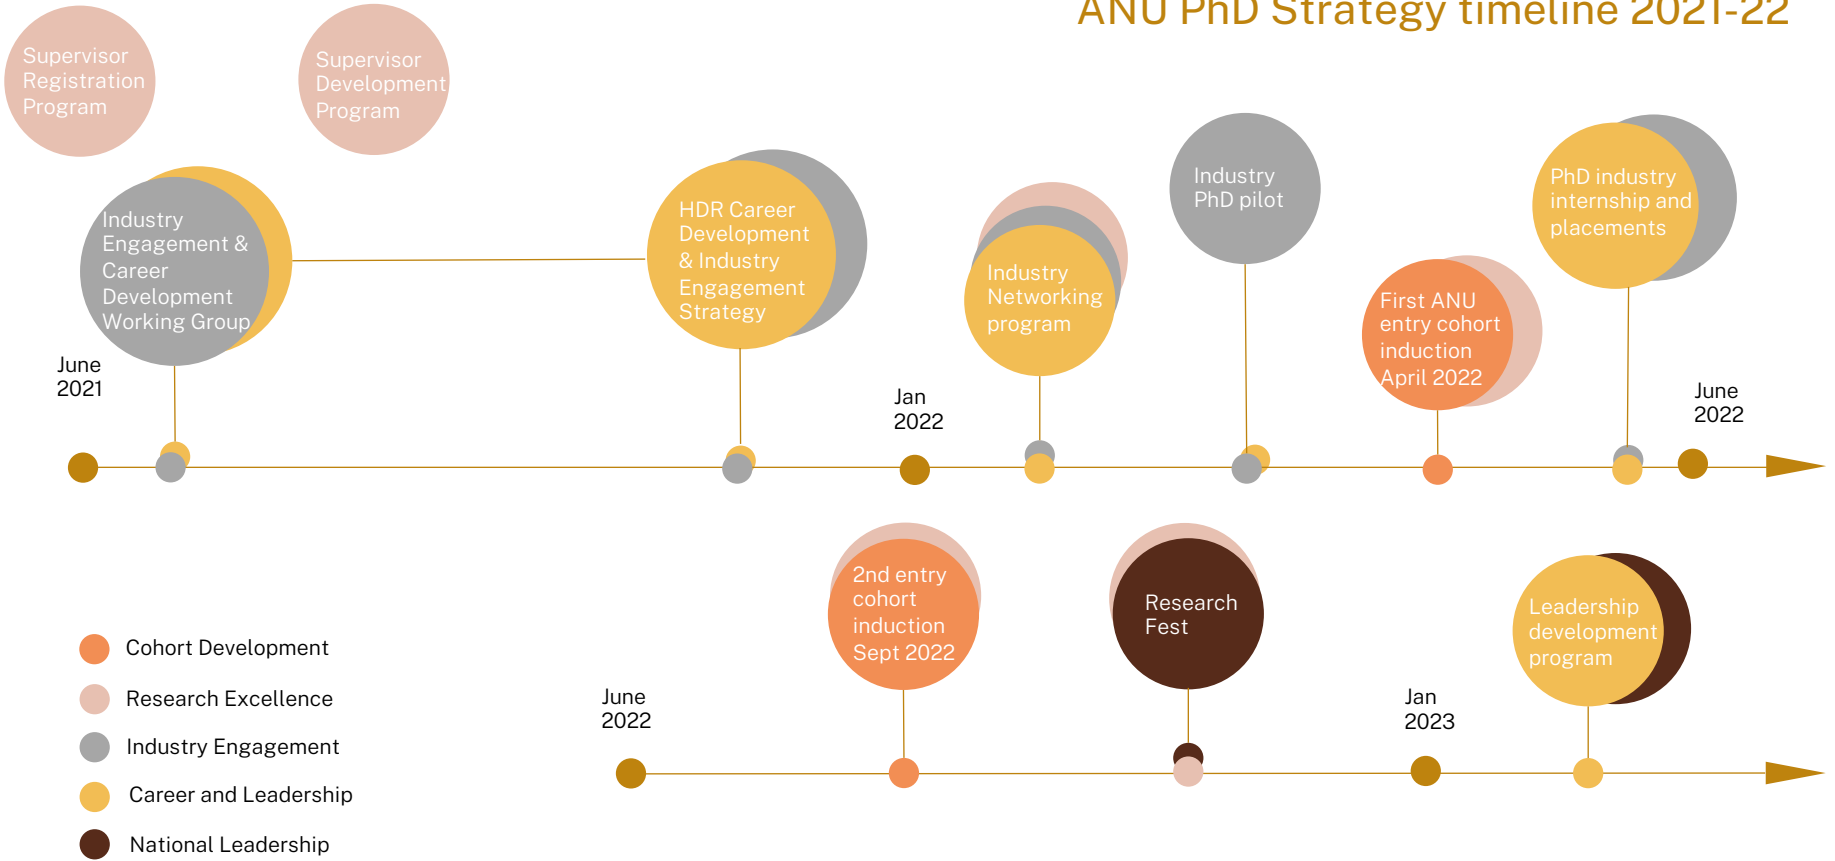 ANU PhD Strategy timeline 2021-22
Supervisor
Registration
Program
Supervisor
Development
Program
Industry
Engagement &
Career
Development
Working Group
HDR Career
Development
& Industry
Engagement
Strategy
Industry
Networking
program
Industry
PhD pilot
First ANU
entry cohort
induction
April 2022
PhD industry
internship and
placements
June
2021
Jan
2022
June
2022
2nd entry
cohort
induction
Sept 2022
Research
Fest
Leadership
development
program
June
2022
Jan
2023
Cohort Development
Research Excellence
Industry Engagement
Career and Leadership
National Leadership